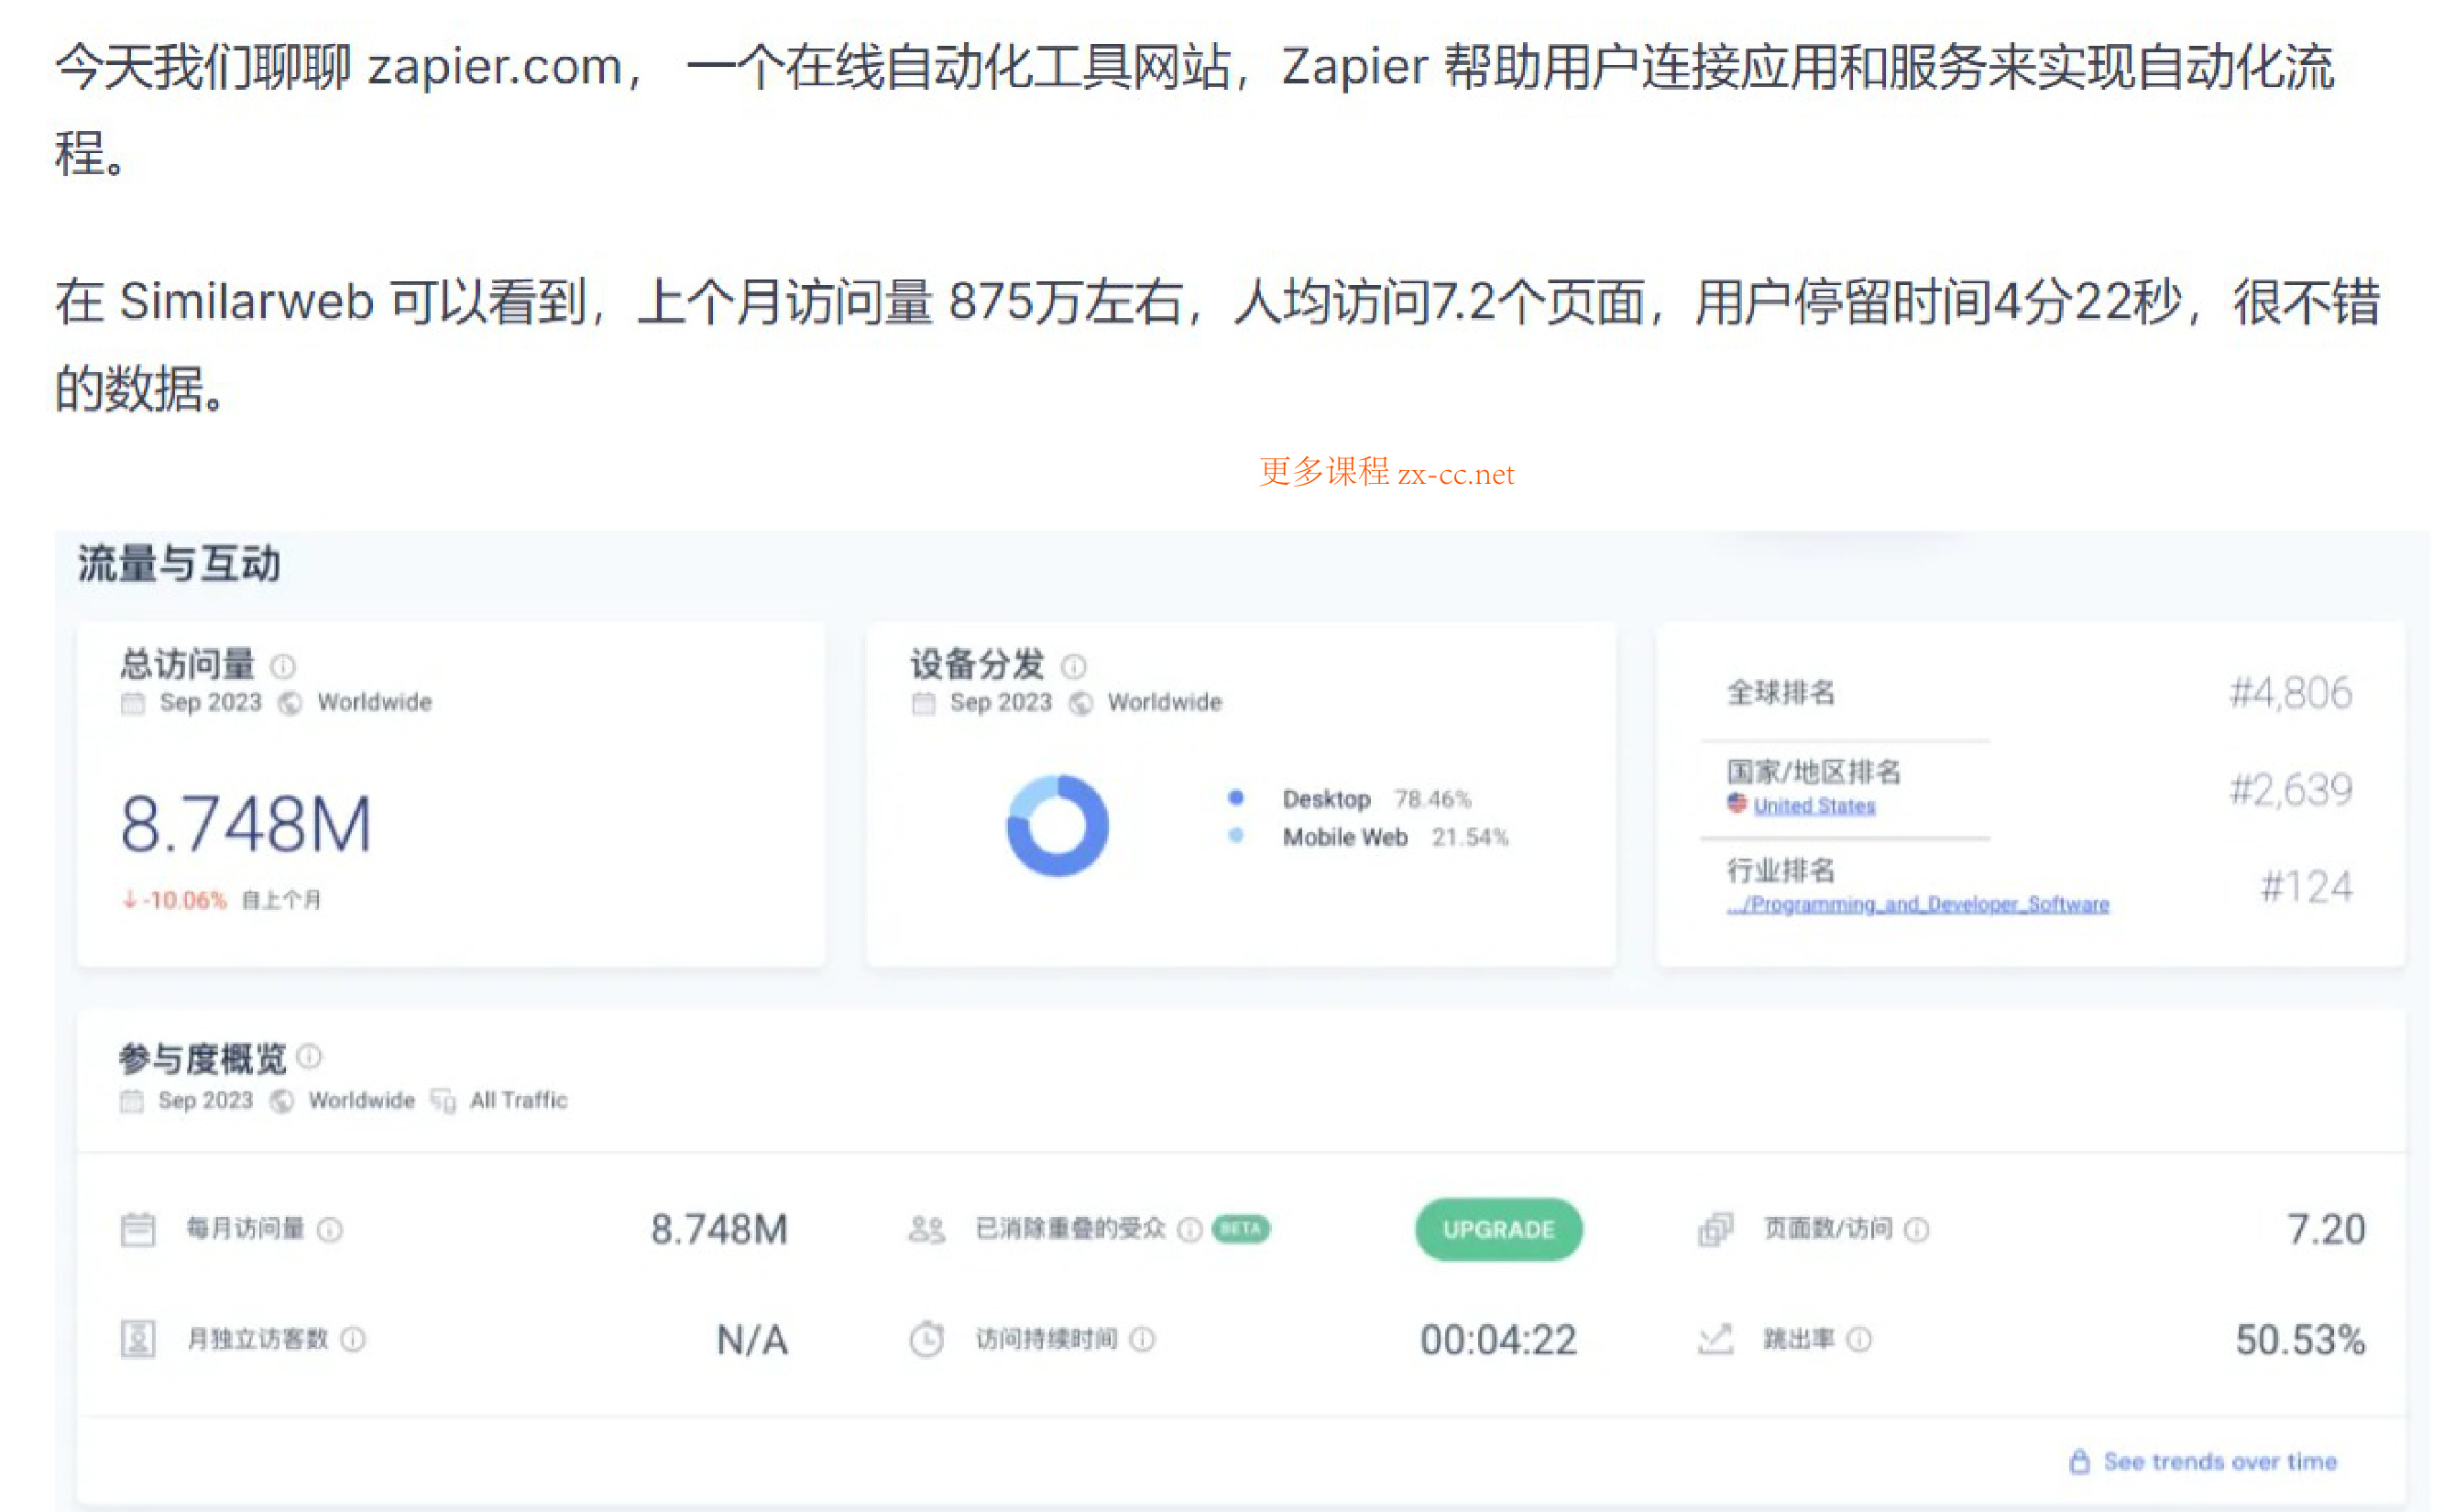 今天我们聊聊 zapier.com， 一个在线自动化工具网站，Zapier 帮助用户连接应用和服务来实现自动化流
程。
在 Similarweb 可以看到，上个月访问量 875万左右，人均访问7.2个页面，用户停留时间4分22秒，很不错
的数据。
更多课程 zx-cc.net
流量与互动
总访问量
Sep 2023 Worldwide
8.748M
↓ -10.06% 自上个月
设备分发
Sep 2023 Worldwide
Desktop 78.46%
Mobile Web 21.54%
全球排名 #4,806
国家/地区排名 #2,639
United States
行业排名 #124
.../Programming_and_Developer_Software
参与度概览
Sep 2023 Worldwide All Traffic
每月访问量 8.748M 已消除重叠的受众 BETA UPGRADE 页面数/访问 7.20
月独立访客数 N/A 访问持续时间 00:04:22 跳出率 50.53%
See trends over time